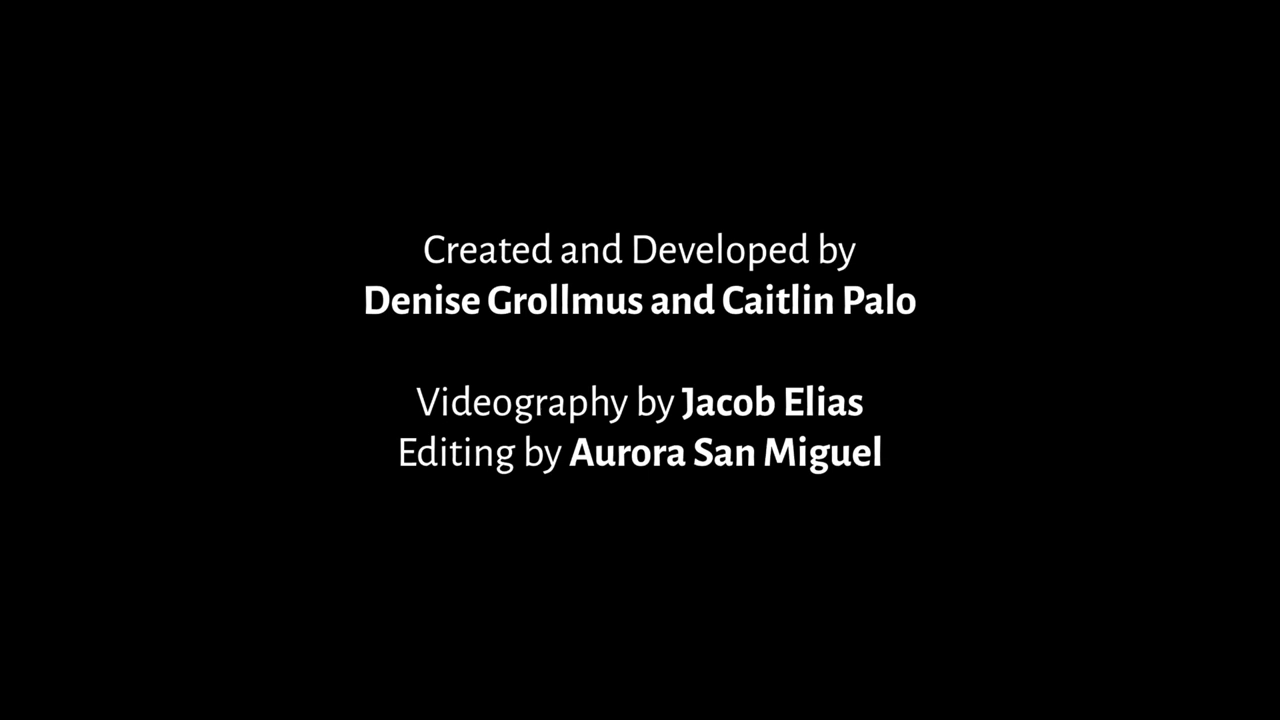 Created and Developed by
Denise Grollmus and Caitlin Palo
Videography by Jacob Elias
Editing by Aurora San Miguel